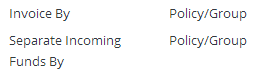 Invoice By Policy/Group
Separate Incoming Policy/Group
Funds By